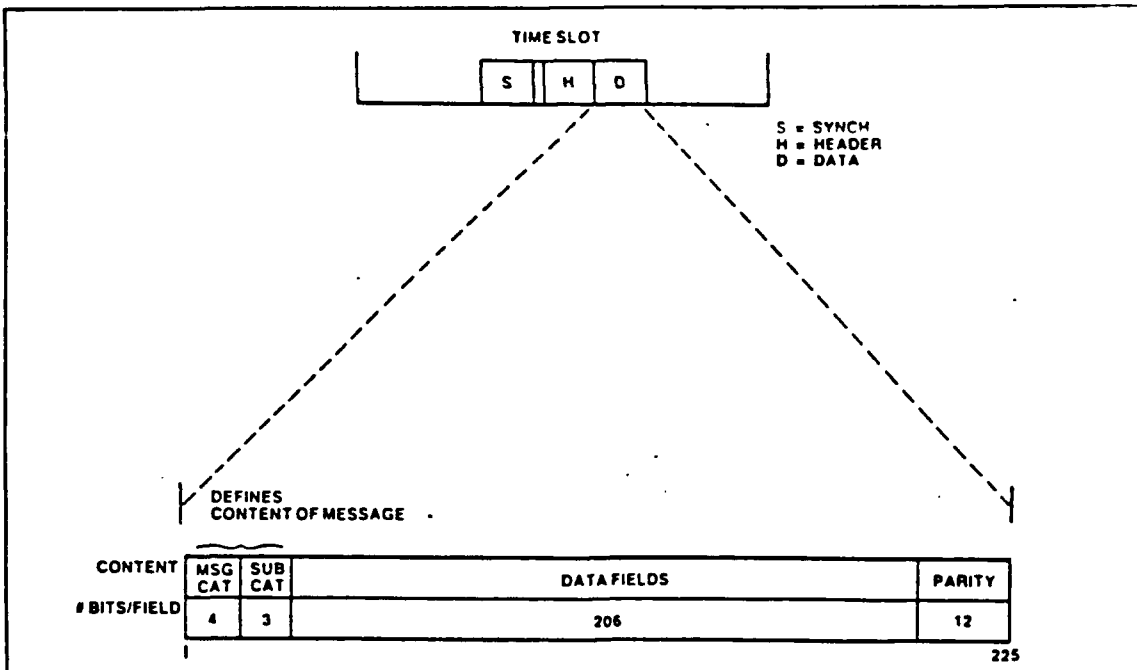 TIME SLOT
S H D
S = SYNCH
H = HEADER
D = DATA
DEFINES
CONTENT OF MESSAGE
CONTENT MSG CAT SUB CAT DATA FIELDS PARITY
# BITS/FIELD 4 3 206 12
225